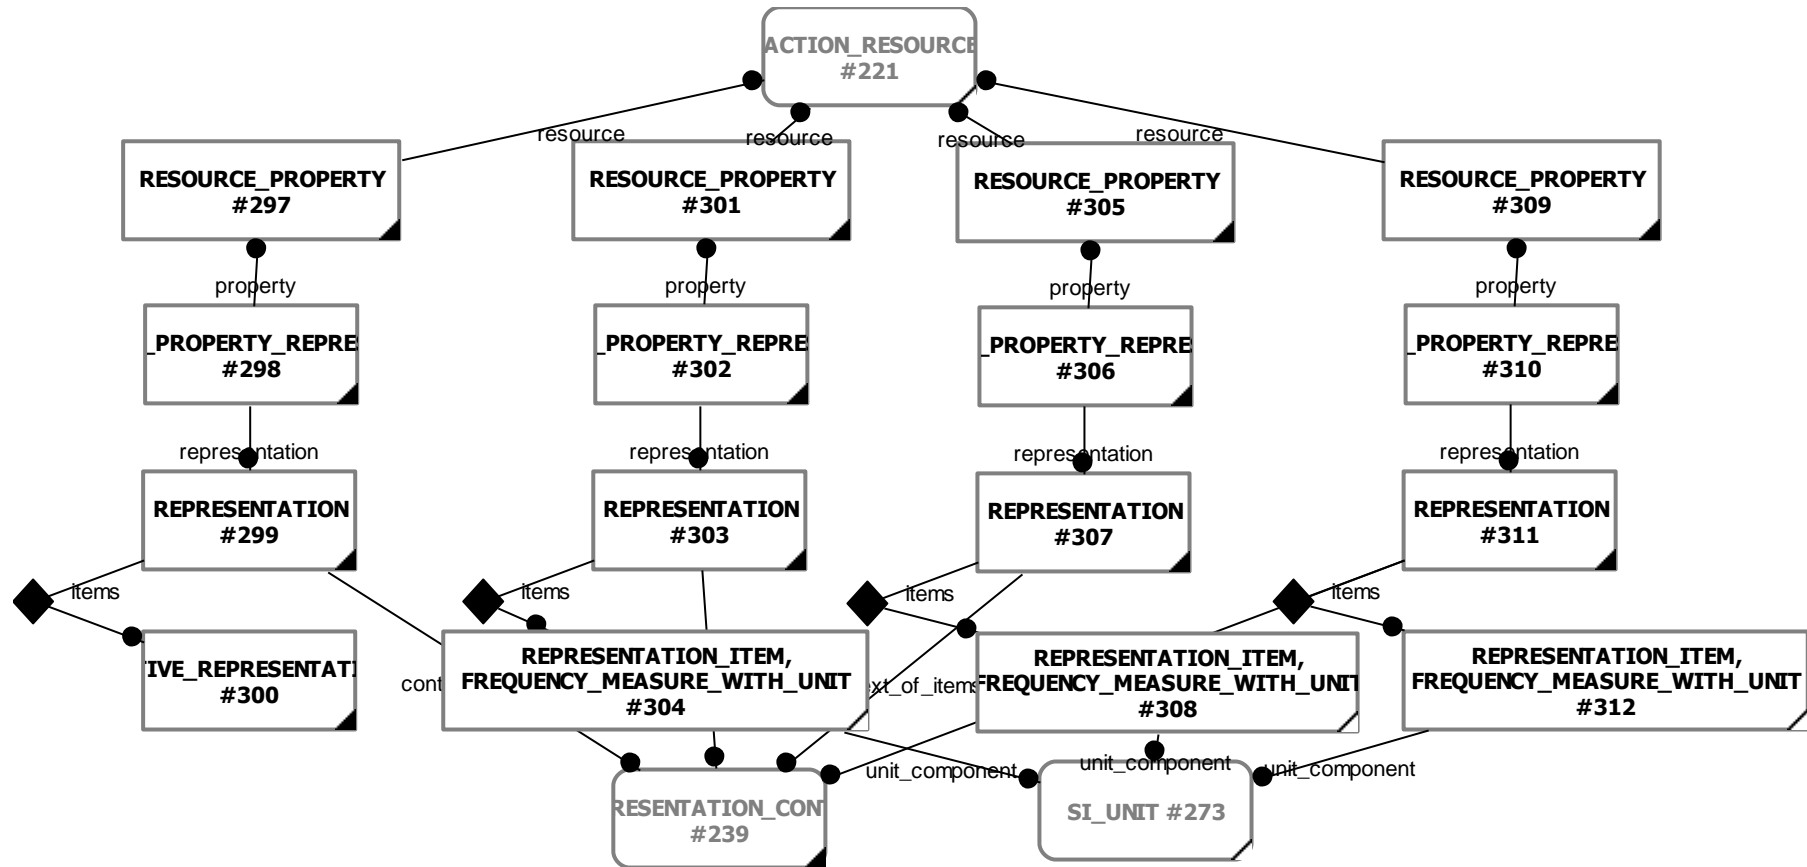 ACTION_RESOURCE
#221
resource
resource
resource
resource
RESOURCE_PROPERTY
#297
RESOURCE_PROPERTY
#301
RESOURCE_PROPERTY
#305
RESOURCE_PROPERTY
#309
property
property
property
property
_PROPERTY_REPRE
#298
_PROPERTY_REPRE
#302
_PROPERTY_REPRE
#306
_PROPERTY_REPRE
#310
representation
representation
representation
representation
REPRESENTATION
#299
REPRESENTATION
#303
REPRESENTATION
#307
REPRESENTATION
#311
items
items
items
items
TIVE_REPRESENTATI
#300
cont
REPRESENTATION_ITEM,
FREQUENCY_MEASURE_WITH_UNIT
#304
ext_of_items
REPRESENTATION_ITEM,
FREQUENCY_MEASURE_WITH_UNIT
#308
REPRESENTATION_ITEM,
FREQUENCY_MEASURE_WITH_UNIT
#312
unit_component
unit_component
unit_component
RESENTATION_CONT
#239
SI_UNIT #273